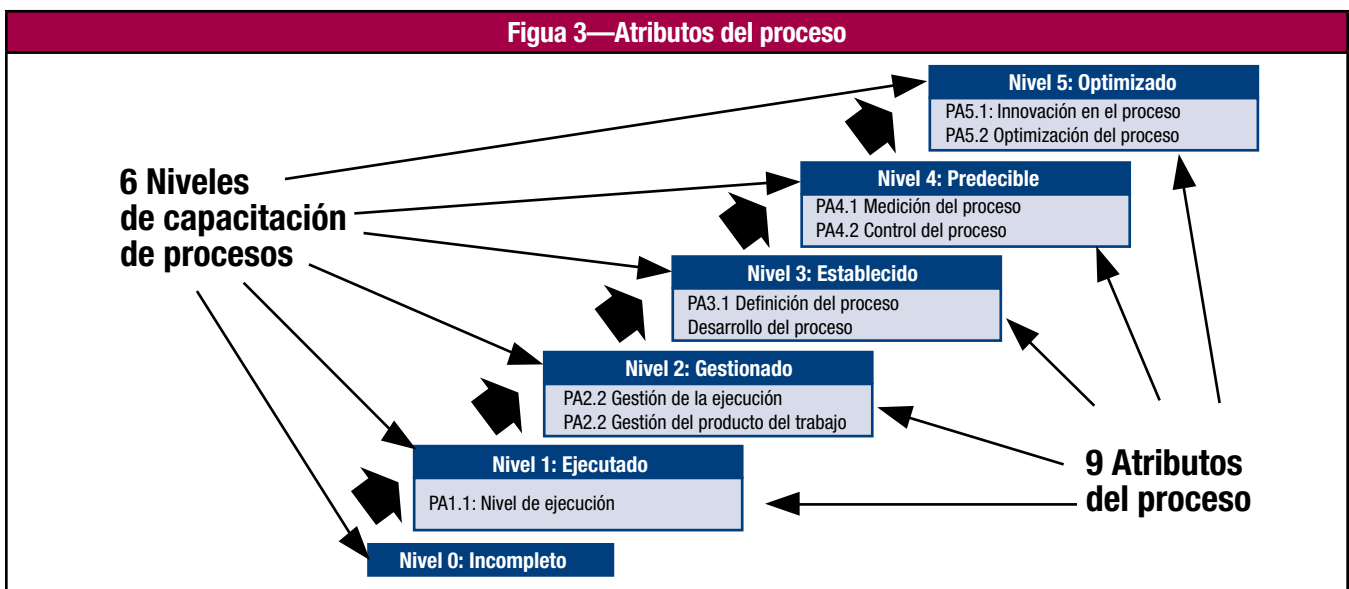 Figua 3—Atributos del proceso
Nivel 5: Optimizado
PA5.1: Innovación en el proceso
PA5.2 Optimización del proceso
6 Niveles
de capacitación
de procesos
Nivel 4: Predecible
PA4.1 Medición del proceso
PA4.2 Control del proceso
Nivel 3: Establecido
PA3.1 Definición del proceso
Desarrollo del proceso
Nivel 2: Gestionado
PA2.2 Gestión de la ejecución
PA2.2 Gestión del producto del trabajo
9 Atributos
del proceso
Nivel 1: Ejecutado
PA1.1: Nivel de ejecución
Nivel 0: Incompleto